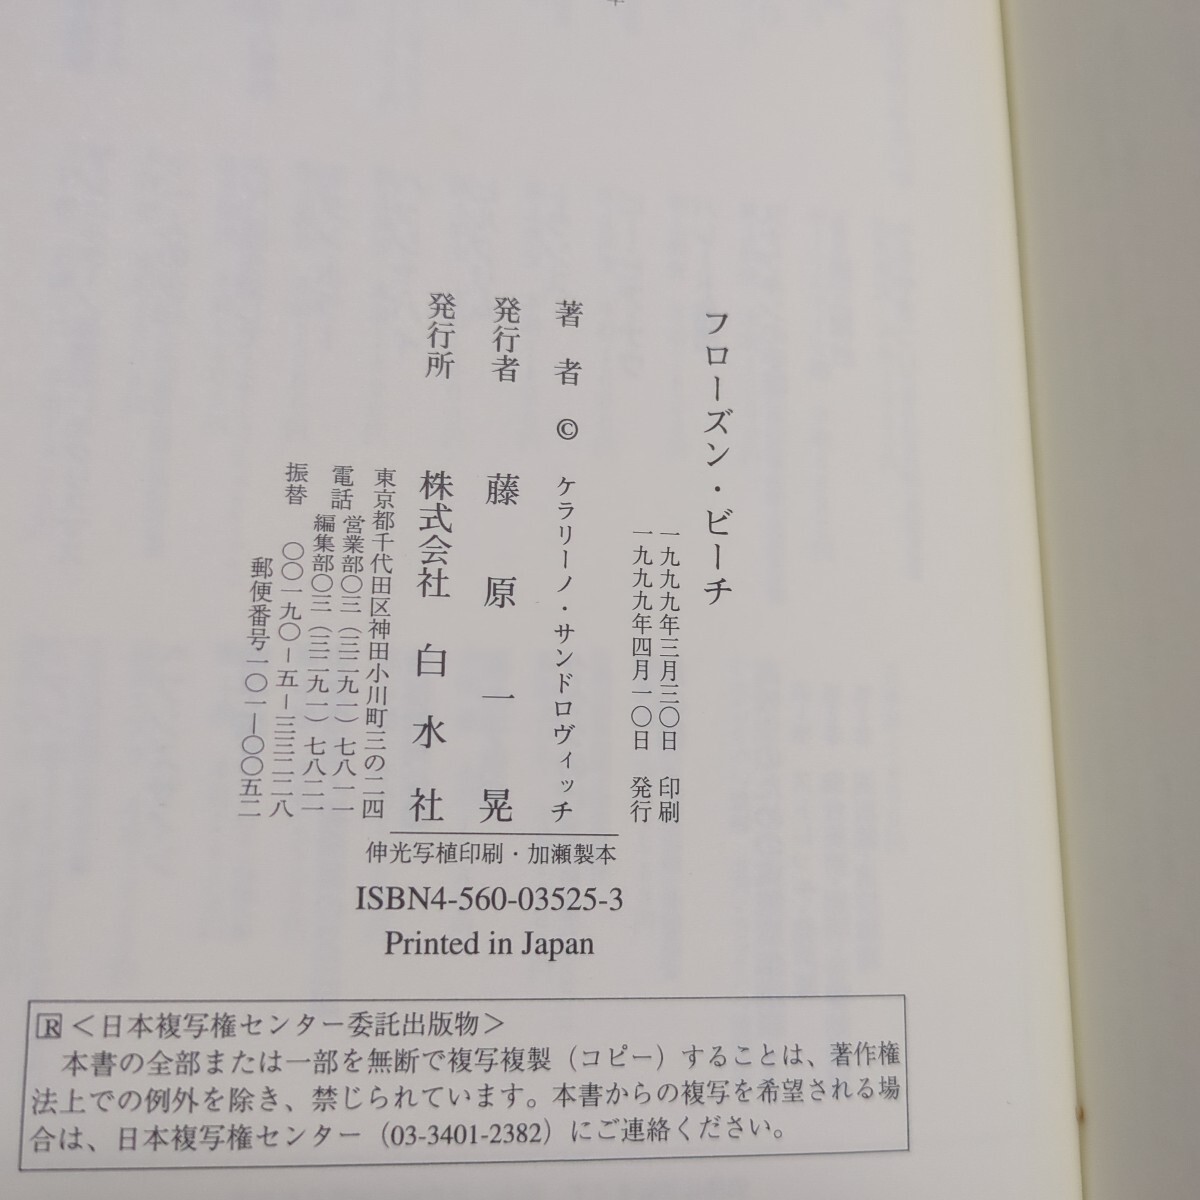 フローズン・ビーチ
一九九九年三月三〇日 印刷
一九九九年四月一〇日 発行
著者 © ケラリーノ・サンドロヴィッチ
発行者 藤原一晃
発行所 株式会社 白水社
東京都千代田区神田小川町三の二四
電話 営業部〇三（三二九一）七八一一
編集部〇三（三二九一）七八二一
振替 〇〇一九〇－五－三三二二八
郵便番号一〇一－〇〇五二
伸光写植印刷・加瀬製本
ISBN4-560-03525-3
Printed in Japan
R＜日本複写権センター委託出版物＞
本書の全部または一部を無断で複写複製（コピー）することは、著作権
法上での例外を除き、禁じられています。本書からの複写を希望される場
合は、日本複写権センター（03-3401-2382）にご連絡ください。